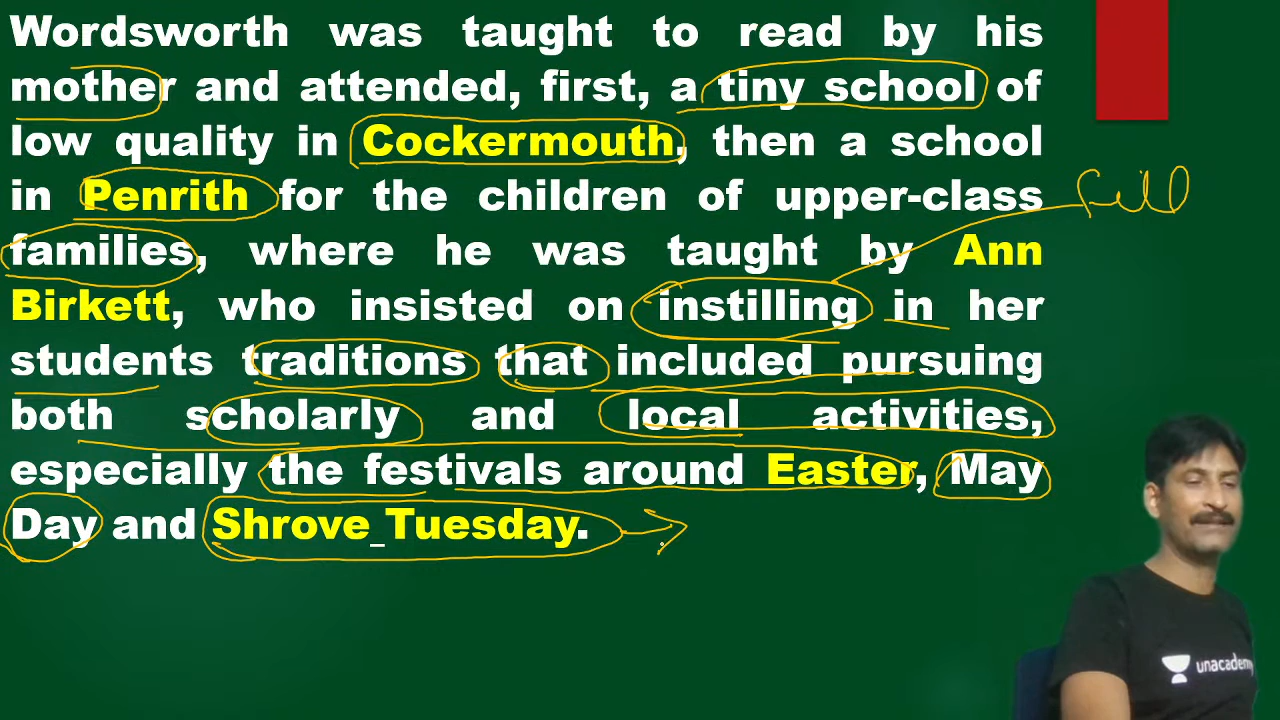 Wordsworth was taught to read by his
mother and attended, first, a tiny school of
low quality in Cockermouth, then a school
in Penrith for the children of upper-class
families, where he was taught by Ann
Birkett, who insisted on instilling in her
students traditions that included pursuing
both scholarly and local activities,
especially the festivals around Easter, May
Day and Shrove_Tuesday.
fill
unacademy